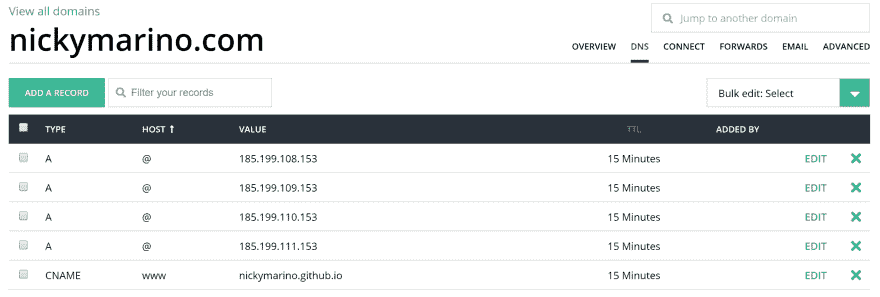 View all domains
Jump to another domain
nickymarino.com
OVERVIEW DNS CONNECT FORWARDS EMAIL ADVANCED
ADD A RECORD Filter your records Bulk edit: Select
TYPE HOST ↑ VALUE TTL ADDED BY
A @ 185.199.108.153 15 Minutes EDIT
A @ 185.199.109.153 15 Minutes EDIT
A @ 185.199.110.153 15 Minutes EDIT
A @ 185.199.111.153 15 Minutes EDIT
CNAME www nickymarino.github.io 15 Minutes EDIT